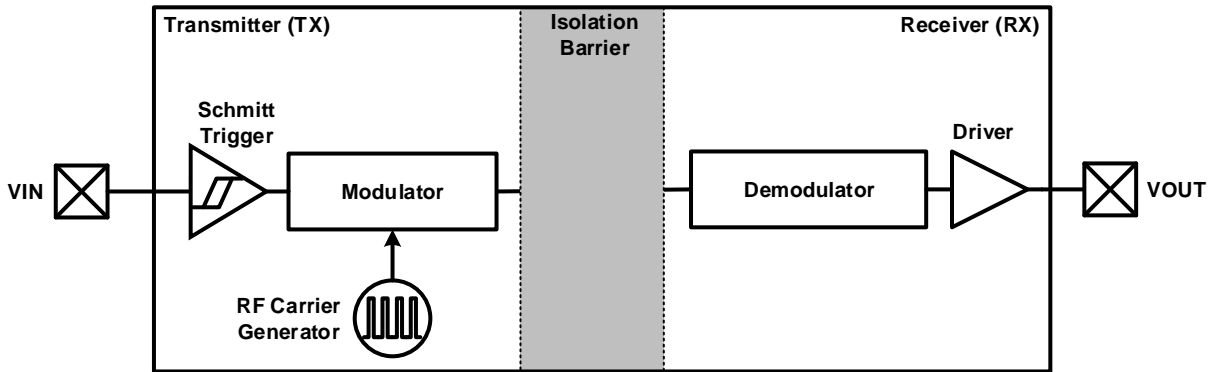 Transmitter (TX)
Isolation
Barrier
Receiver (RX)
Schmitt
Trigger
Driver
VIN
Modulator
Demodulator
VOUT
RF Carrier
Generator